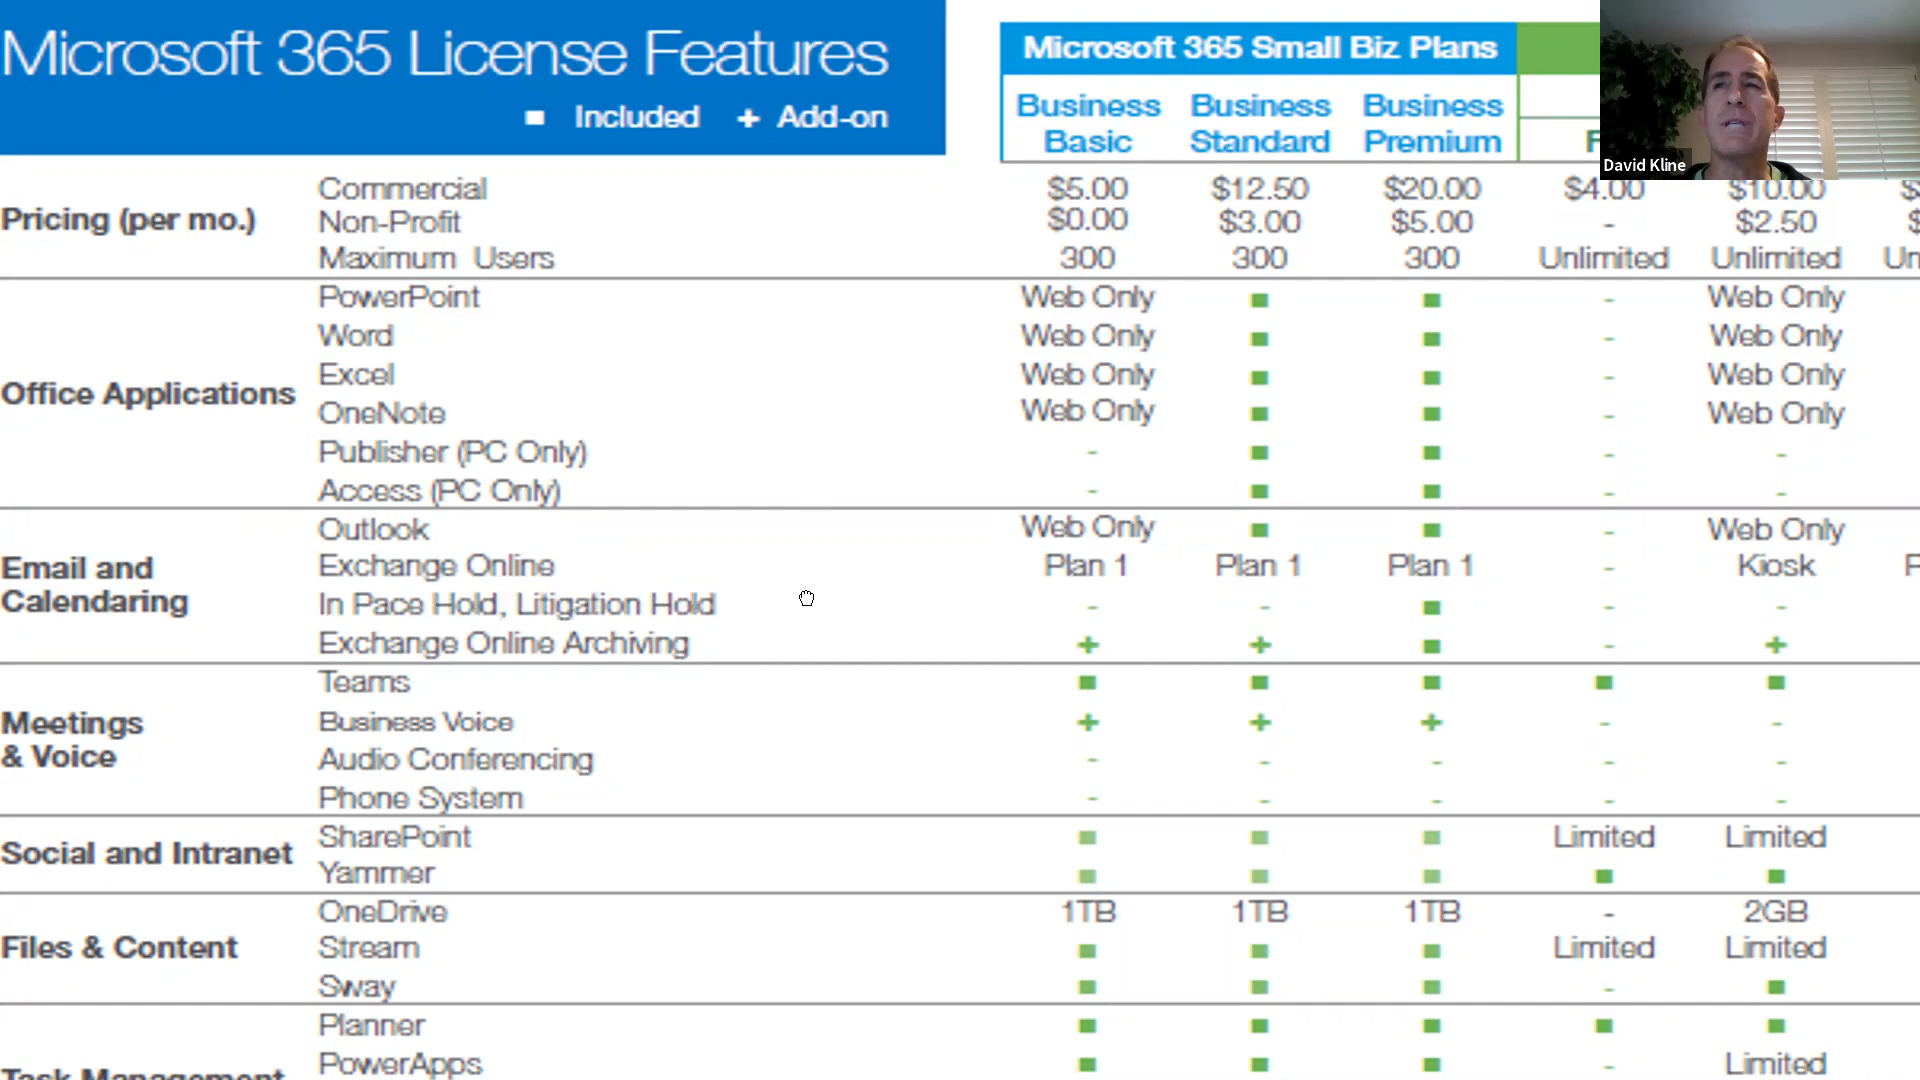 Microsoft 365 License Features
Included + Add-on
Microsoft 365 Small Biz Plans
Business Basic Business Standard Business Premium F
David Kline
Pricing (per mo.)
Commercial $5.00 $12.50 $20.00 $4.00 $10.00 $
Non-Profit $0.00 $3.00 $5.00 - $2.50 $
Maximum Users 300 300 300 Unlimited Unlimited Un
Office Applications
PowerPoint Web Only - Web Only
Word Web Only - Web Only
Excel Web Only - Web Only
OneNote Web Only - Web Only
Publisher (PC Only) - - -
Access (PC Only) - - -
Email and Calendaring
Outlook Web Only - Web Only
Exchange Online Plan 1 Plan 1 Plan 1 - Kiosk P
In Pace Hold, Litigation Hold - - - -
Exchange Online Archiving + + - +
Meetings & Voice
Teams
Business Voice + + + - -
Audio Conferencing - - - - -
Phone System - - - - -
Social and Intranet
SharePoint Limited Limited
Yammer
Files & Content
OneDrive 1TB 1TB 1TB - 2GB
Stream Limited Limited
Sway -
Task Management
Planner
PowerApps - Limited